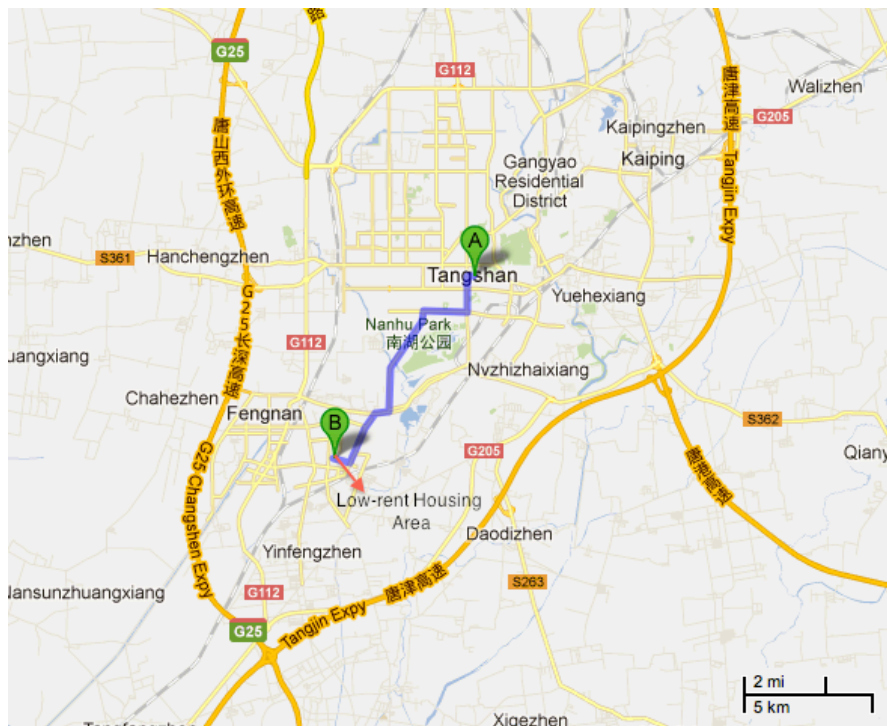 G25
路
G112
唐津高速
Walizhen
G205
Kaipingzhen
唐山西外环高速
Gangyao
Residential
District
Kaiping
Tangjin Expy
A
nzhen
S361
Hanchengzhen
Tangshan
Yuehexiang
G25长深高速
Nanhu Park
南湖公园
G112
uangxiang
Nvzhizhaixiang
Chahezhen
Fengnan
B
S362
G205
Qiany
唐港高速
G25 Changshen Expy
Low-rent Housing
Area
Daodizhen
Yinfengzhen
唐津高速
S263
Nansunzhuangxiang
G112
G25
Tangjin Expy
2 mi
5 km
Xigezhen